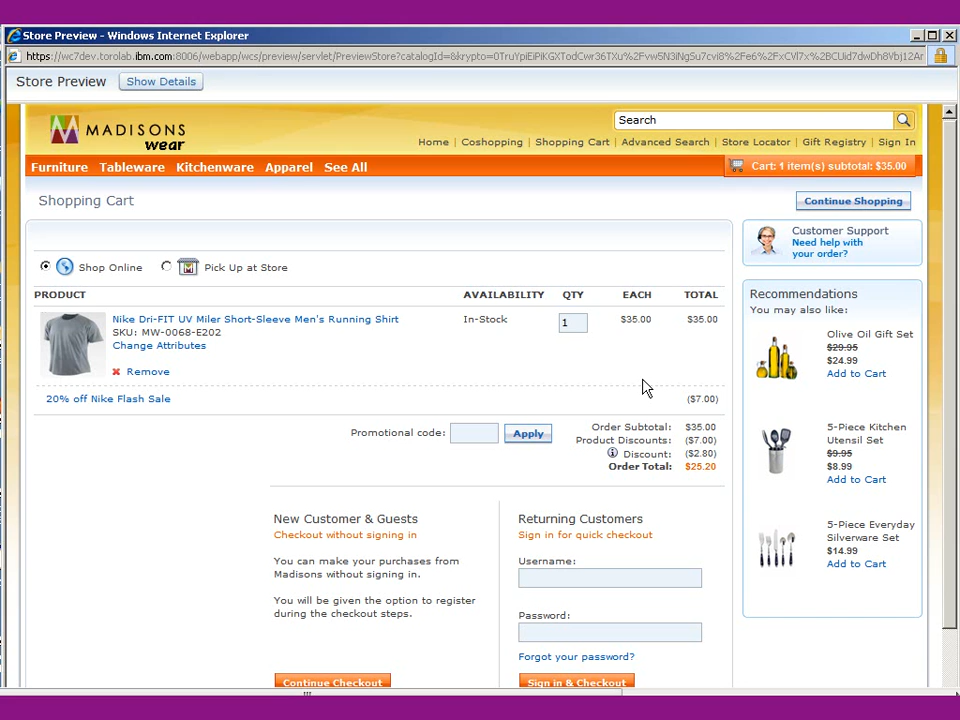 Store Preview - Windows Internet Explorer
Store Preview
Show Details
MADISONS
wear
Search
Home | Coshopping | Shopping Cart | Advanced Search | Store Locator | Gift Registry | Sign In
Furniture Tableware Kitchenware Apparel See All
Cart: 1 item(s) subtotal: $35.00
Shopping Cart
Continue Shopping
Customer Support
Need help with
your order?
Shop Online
Pick Up at Store
PRODUCT AVAILABILITY QTY EACH TOTAL
Nike Dri-FIT UV Miler Short-Sleeve Men's Running Shirt In-Stock 1 $35.00 $35.00
SKU: MW-0068-E202
Change Attributes
Remove
20% off Nike Flash Sale ($7.00)
Promotional code:
Apply
Order Subtotal: $35.00
Product Discounts: ($7.00)
Discount: ($2.80)
Order Total: $25.20
New Customer & Guests
Checkout without signing in
You can make your purchases from
Madisons without signing in.
You will be given the option to register
during the checkout steps.
Continue Checkout
Returning Customers
Sign in for quick checkout
Username:
Password:
Forgot your password?
Sign in & Checkout
Recommendations
You may also like:
Olive Oil Gift Set
$29.95
$24.99
Add to Cart
5-Piece Kitchen
Utensil Set
$9.95
$8.99
Add to Cart
5-Piece Everyday
Silverware Set
$14.99
Add to Cart